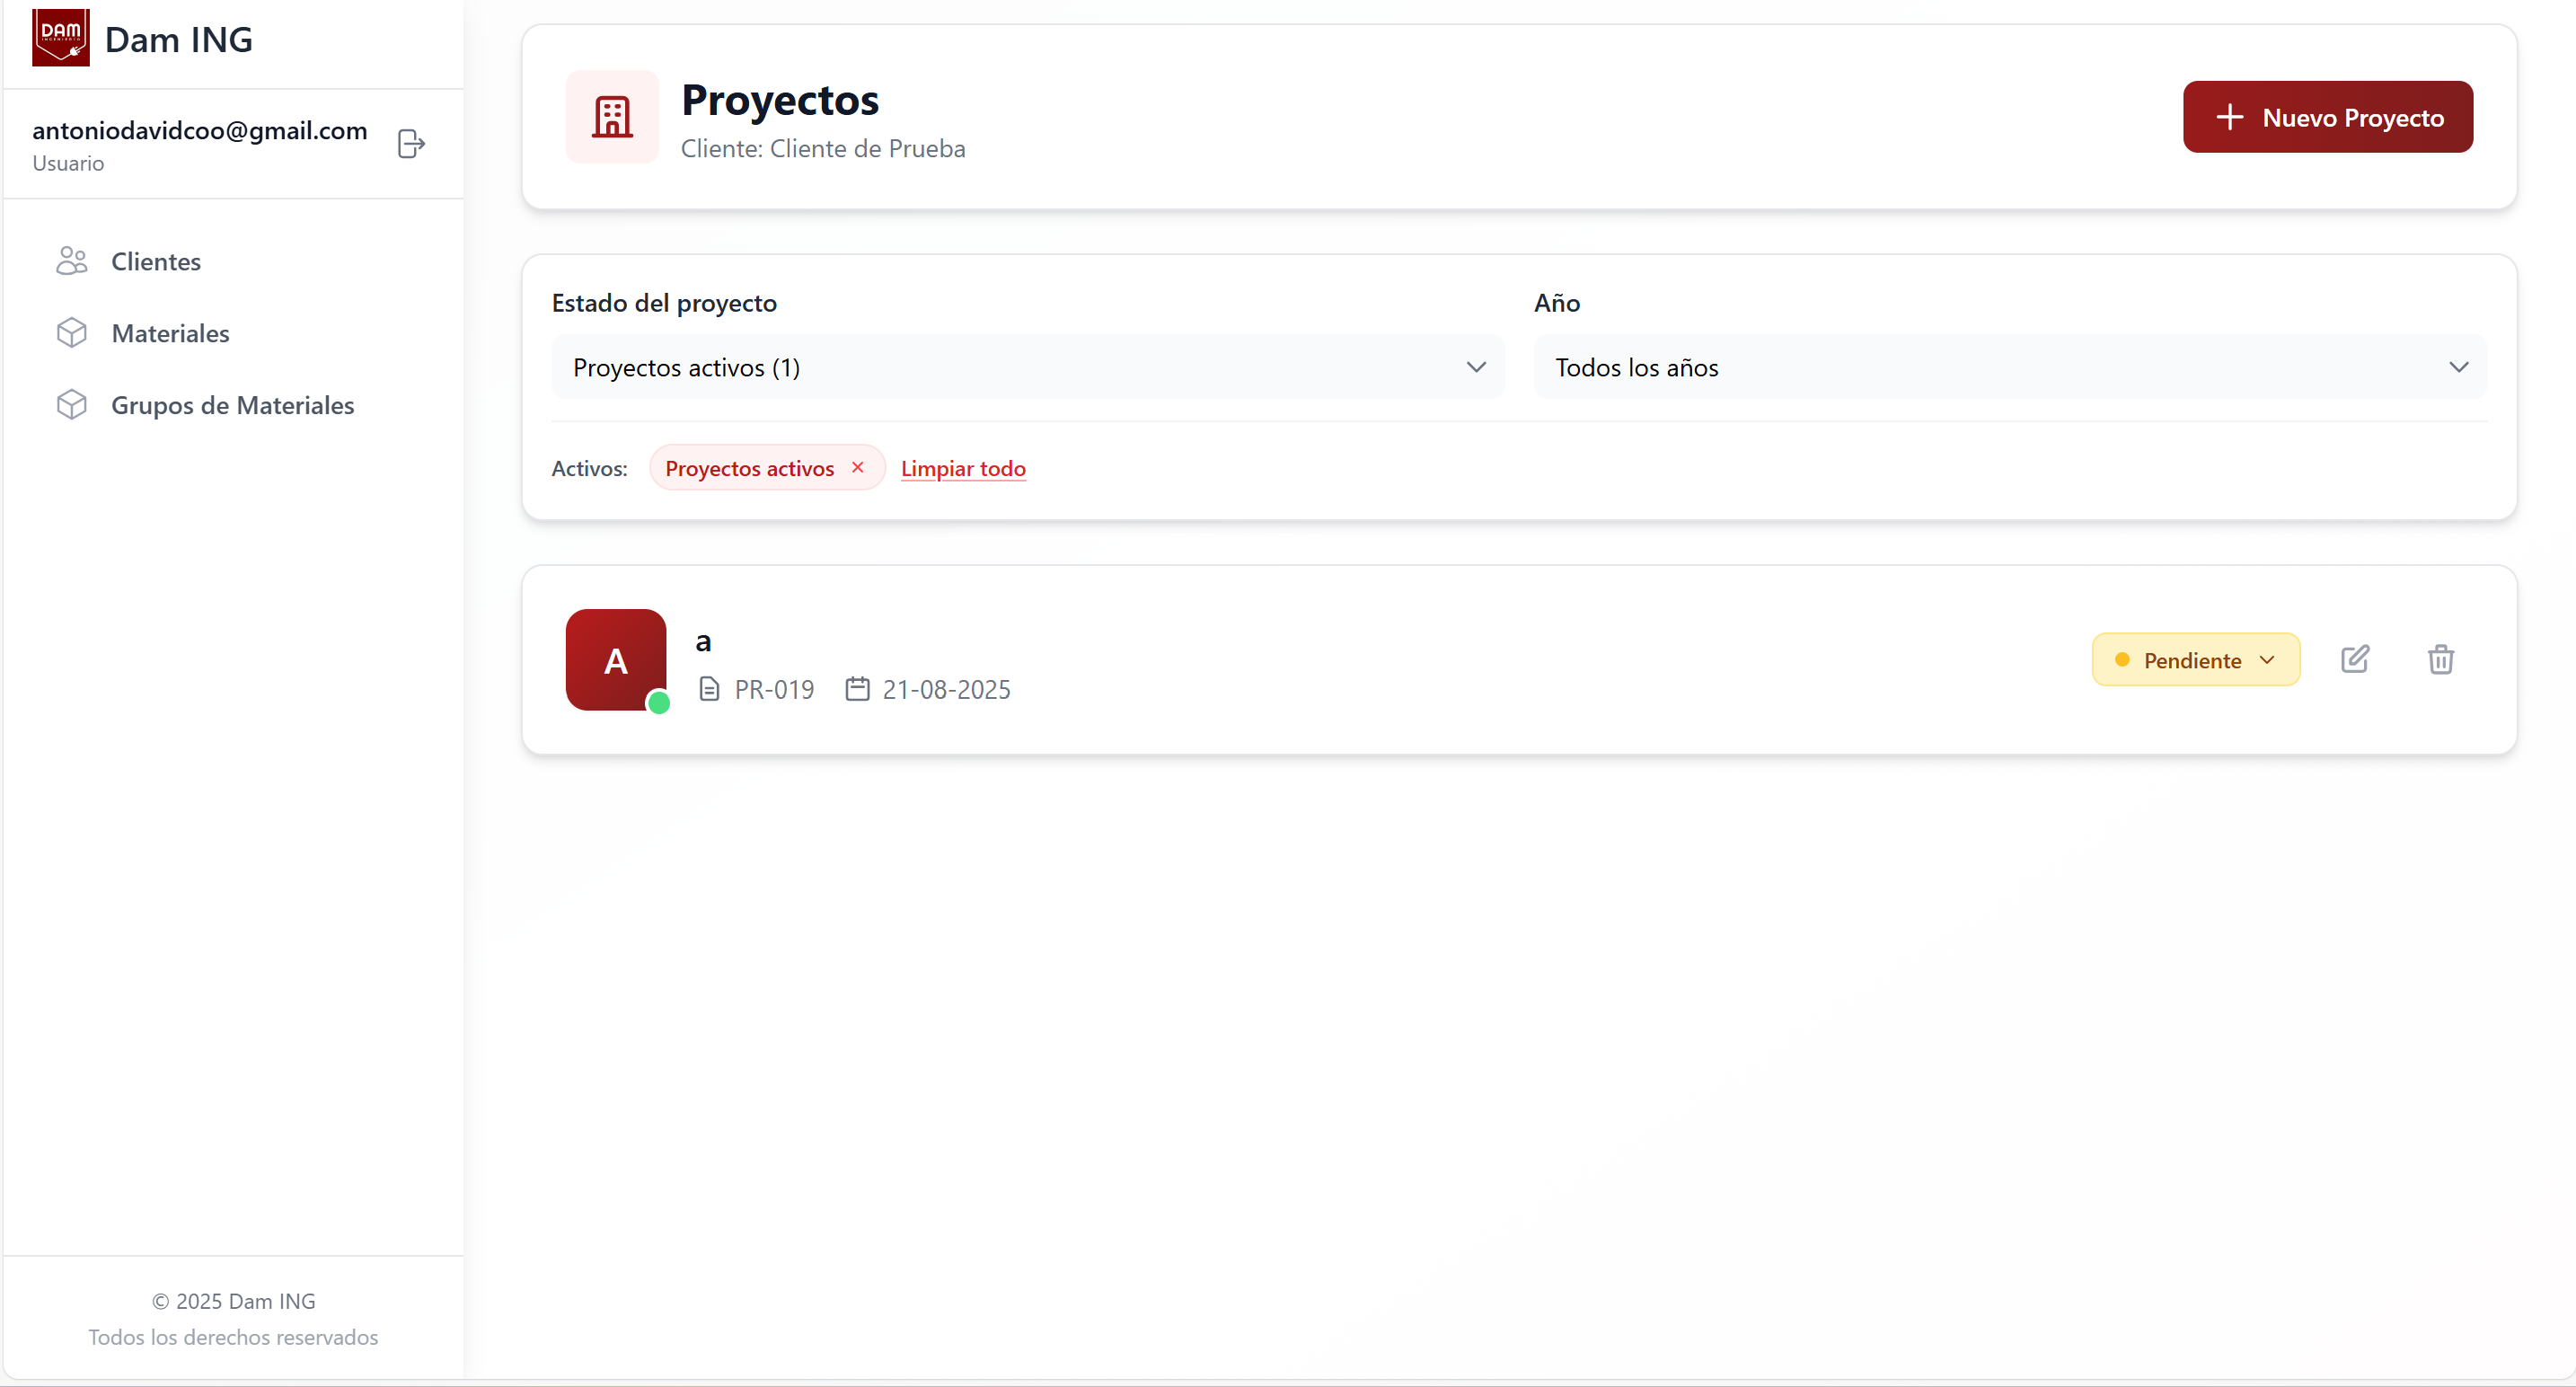 DAM
INGENIERIA
Dam ING
antoniodavidcoo@gmail.com
Usuario
Clientes
Materiales
Grupos de Materiales
© 2025 Dam ING
Todos los derechos reservados
Proyectos
Cliente: Cliente de Prueba
Nuevo Proyecto
Estado del proyecto
Año
Proyectos activos (1)
Todos los años
Activos: Proyectos activos × Limpiar todo
A
a
PR-019 21-08-2025
Pendiente